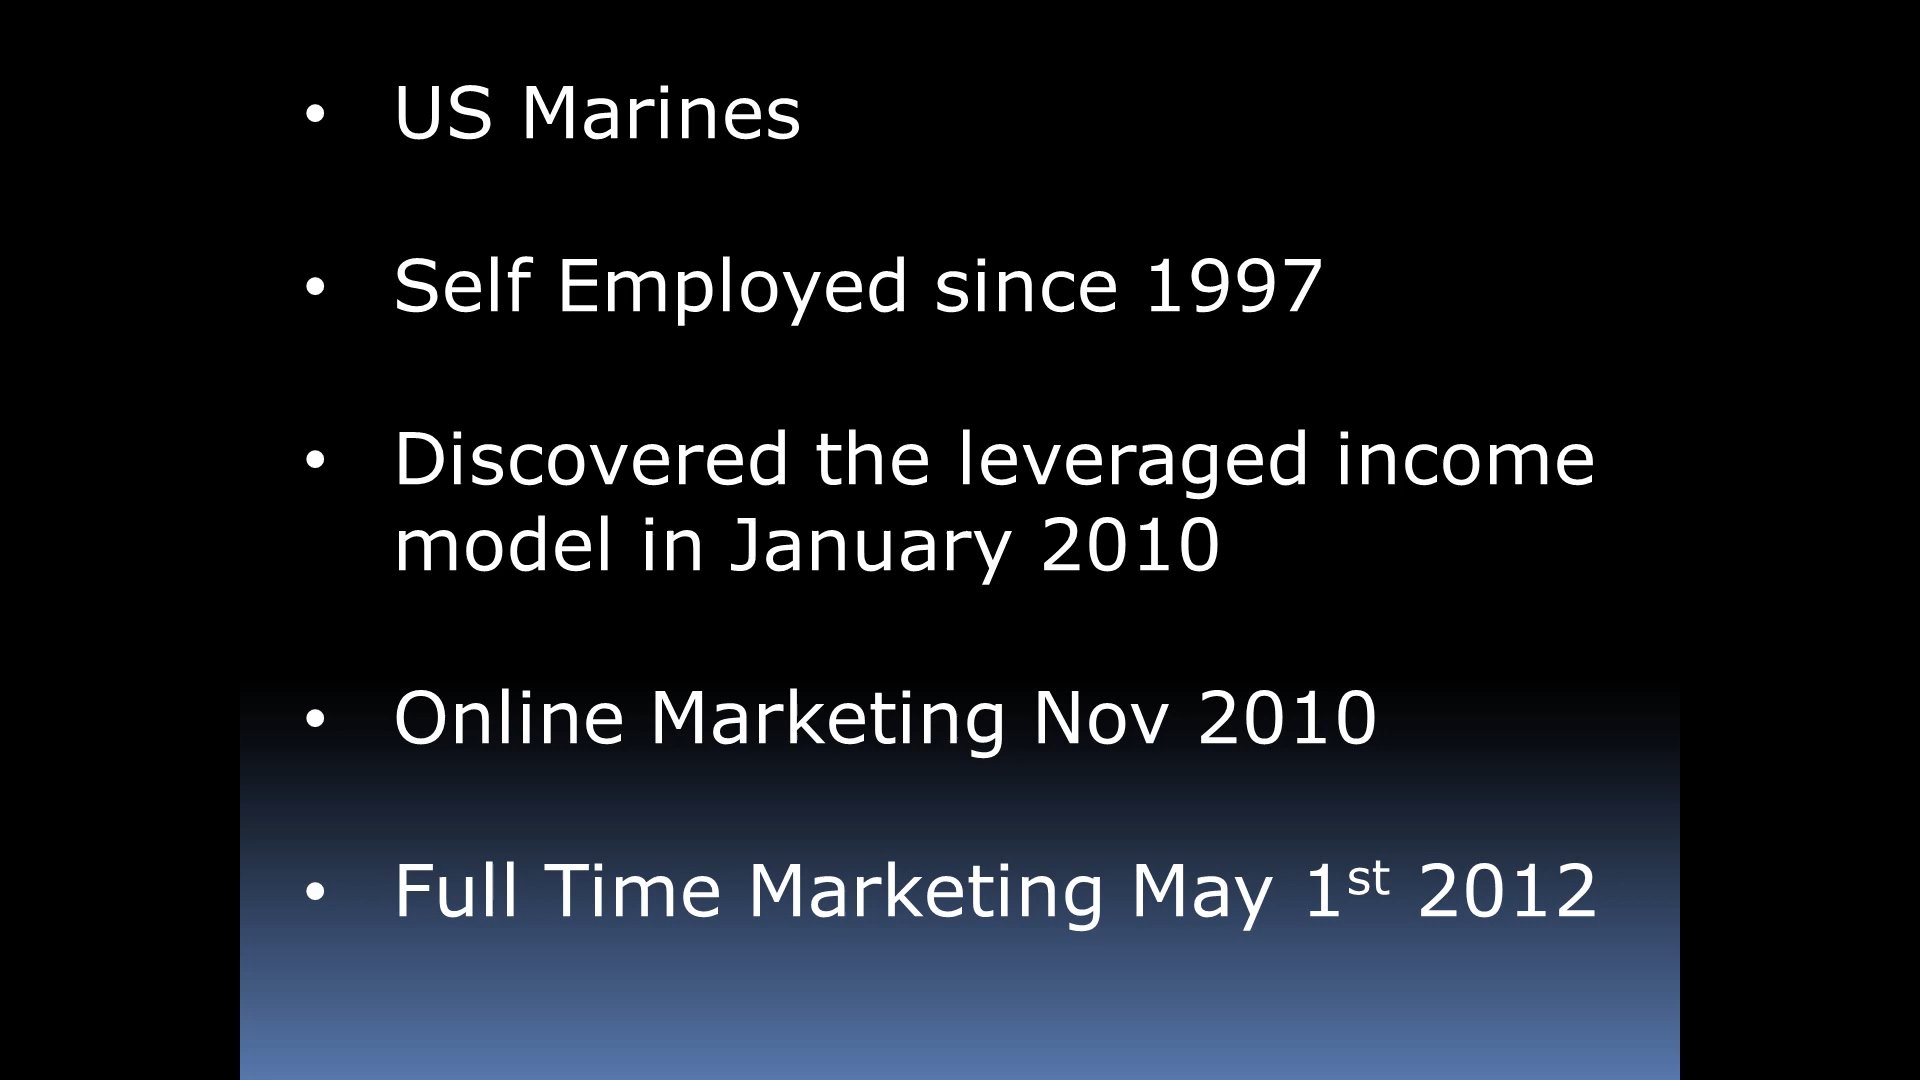 • US Marines
• Self Employed since 1997
• Discovered the leveraged income
model in January 2010
• Online Marketing Nov 2010
• Full Time Marketing May 1st 2012